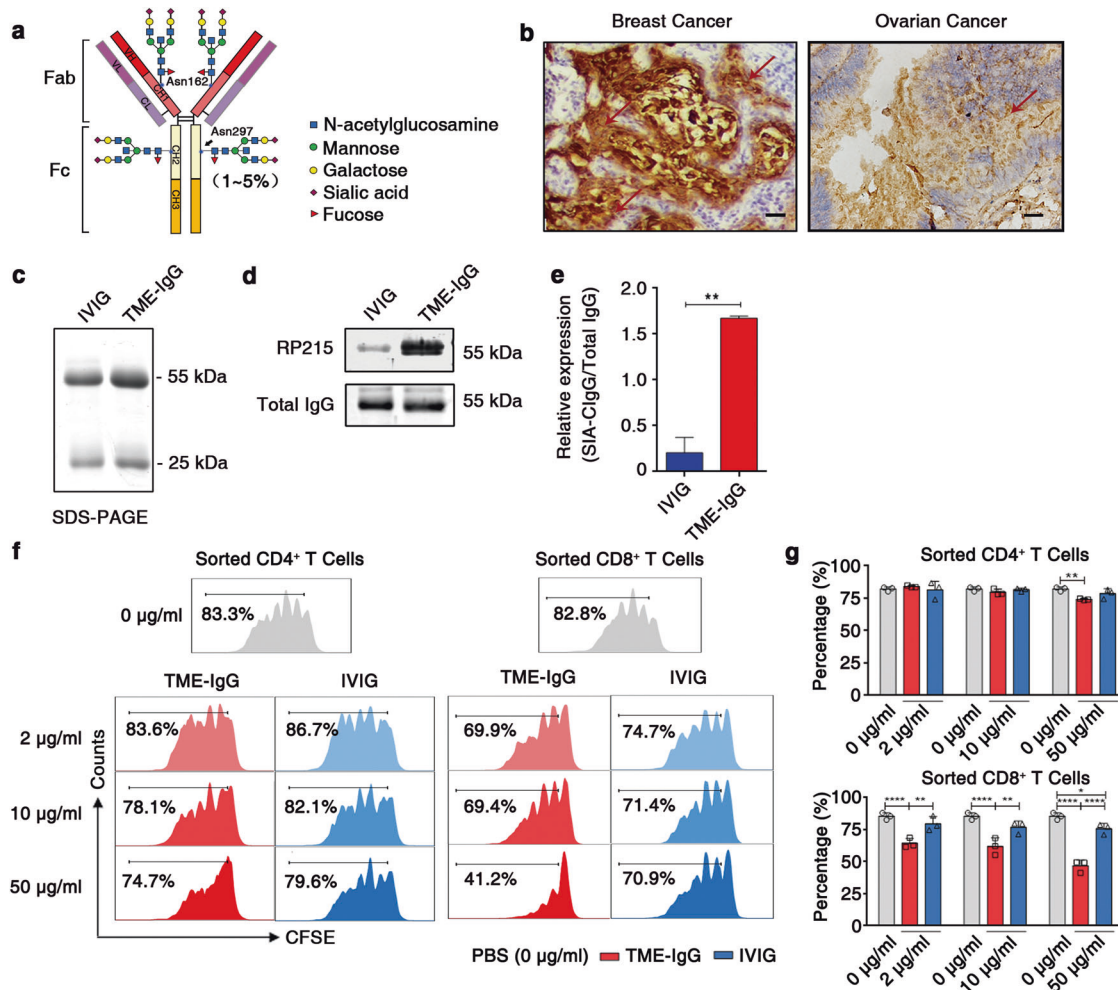 a
Fab
Fc
VH
VL
CH1
CL
Asn162
Asn297
CH2
CH3
(1~5%)
N-acetylglucosamine
Mannose
Galactose
Sialic acid
Fucose
b
Breast Cancer
Ovarian Cancer
c
IVIG
TME-IgG
- 55 kDa
- 25 kDa
SDS-PAGE
d
IVIG
TME-IgG
RP215
55 kDa
Total IgG
55 kDa
e
Relative expression
(SIA-CIgG/Total IgG)
2.0
1.5
1.0
0.5
0
**
IVIG
TME-IgG
f
Sorted CD4⁺ T Cells
Sorted CD8⁺ T Cells
0 μg/ml
83.3%
82.8%
TME-IgG
IVIG
TME-IgG
IVIG
2 μg/ml
83.6%
86.7%
69.9%
74.7%
10 μg/ml
78.1%
82.1%
69.4%
71.4%
50 μg/ml
74.7%
79.6%
41.2%
70.9%
Counts
CFSE
PBS (0 μg/ml)
TME-IgG
IVIG
g
Sorted CD4⁺ T Cells
Percentage (%)
100
75
50
25
0
**
0 μg/ml
2 μg/ml
0 μg/ml
10 μg/ml
0 μg/ml
50 μg/ml
Sorted CD8⁺ T Cells
Percentage (%)
100
75
50
25
0
**** **
**** **
*
**** ****
0 μg/ml
2 μg/ml
0 μg/ml
10 μg/ml
0 μg/ml
50 μg/ml